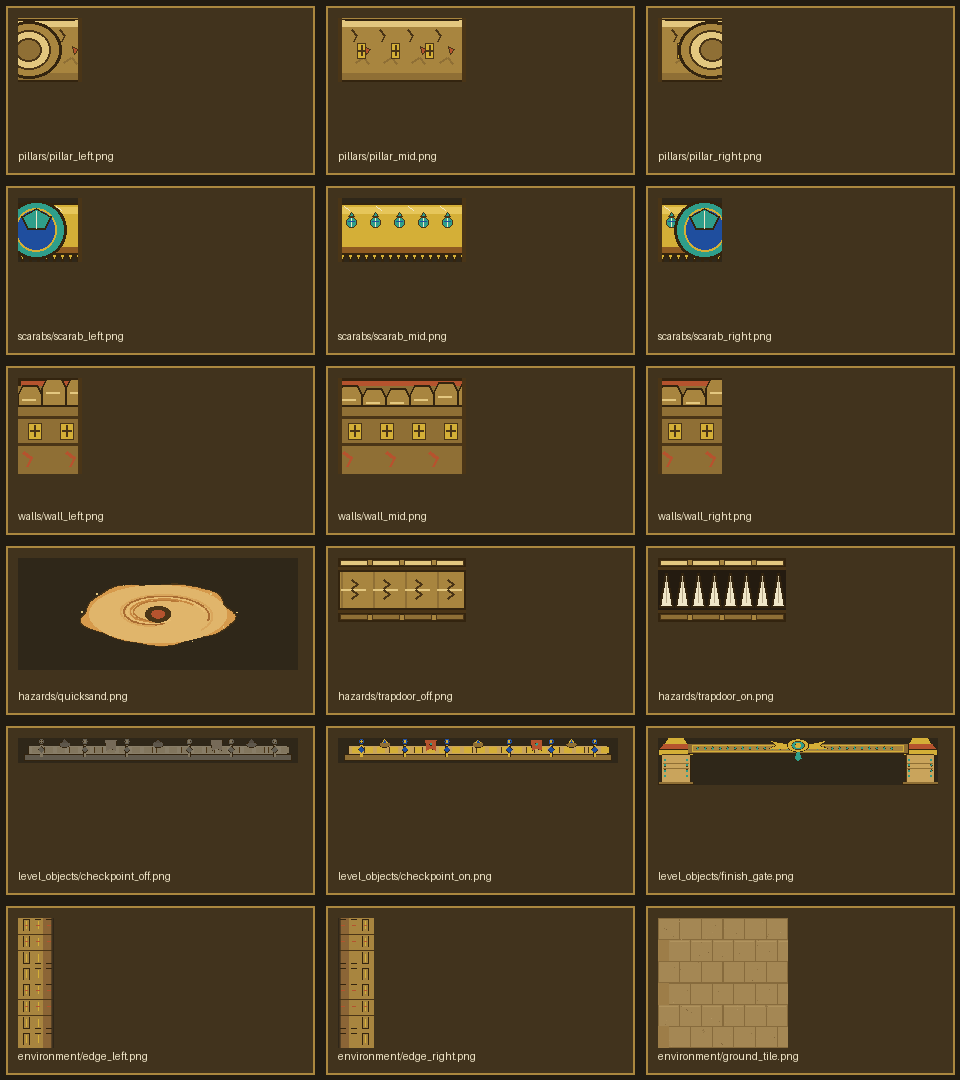 pillars/pillar_left.png
pillars/pillar_mid.png
pillars/pillar_right.png
scarabs/scarab_left.png
scarabs/scarab_mid.png
scarabs/scarab_right.png
walls/wall_left.png
walls/wall_mid.png
walls/wall_right.png
hazards/quicksand.png
hazards/trapdoor_off.png
hazards/trapdoor_on.png
level_objects/checkpoint_off.png
level_objects/checkpoint_on.png
level_objects/finish_gate.png
environment/edge_left.png
environment/edge_right.png
environment/ground_tile.png